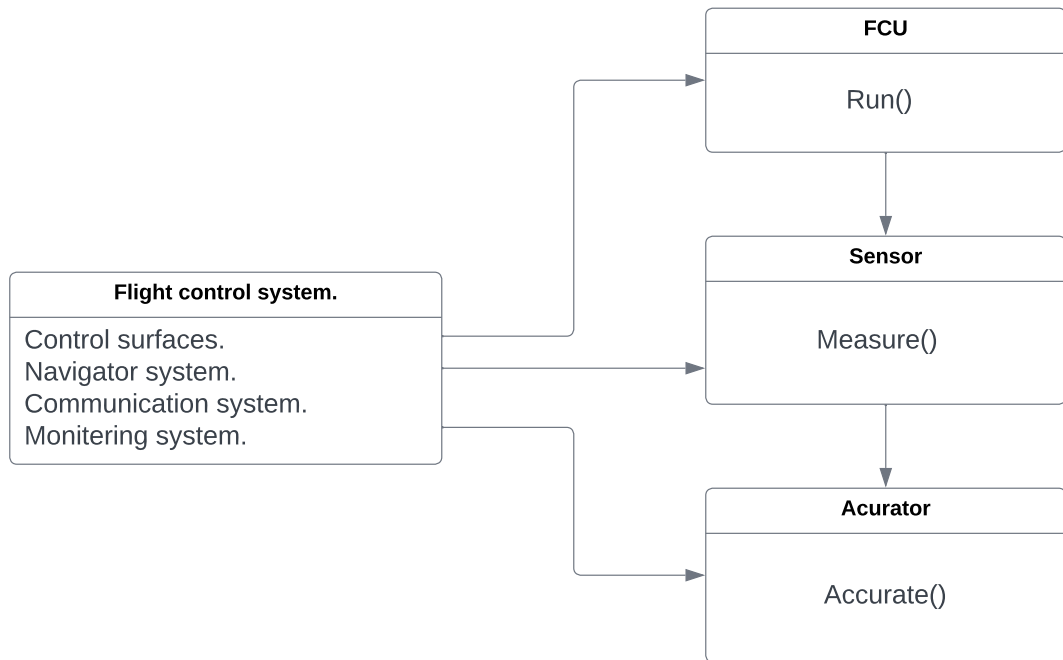 FCU
Run()
Sensor
Measure()
Flight control system.
Control surfaces.
Navigator system.
Communication system.
Monitering system.
Acurator
Accurate()